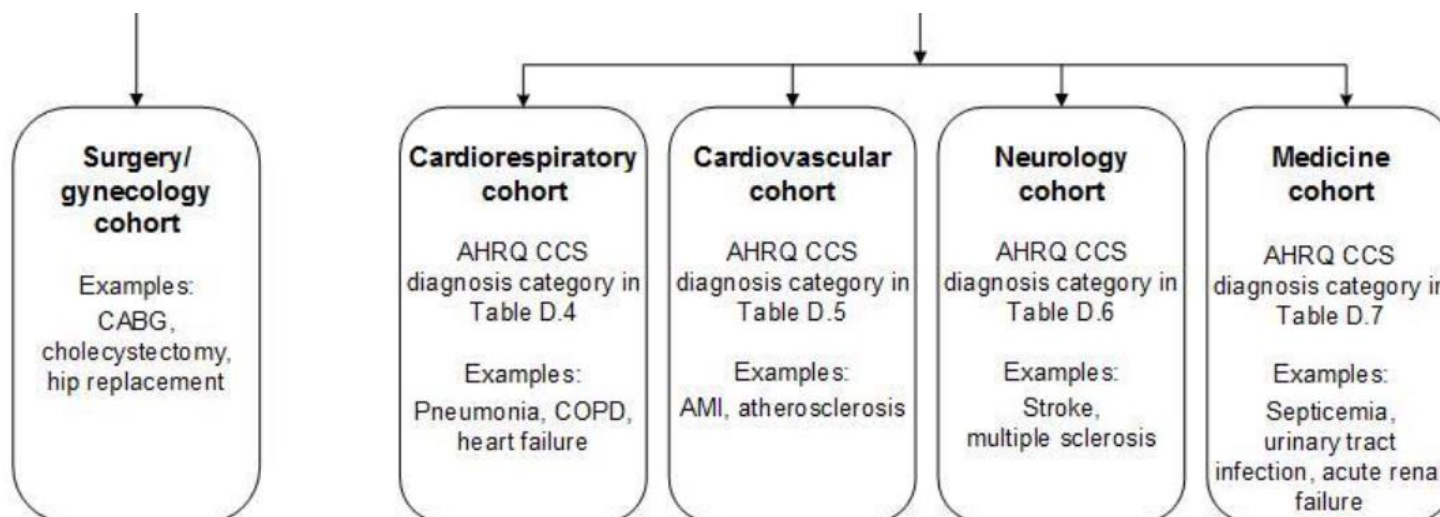 Surgery/
gynecology
cohort
Examples:
CABG,
cholecystectomy,
hip replacement
Cardiorespiratory
cohort
AHRQ CCS
diagnosis category in
Table D.4
Examples:
Pneumonia, COPD,
heart failure
Cardiovascular
cohort
AHRQ CCS
diagnosis category in
Table D.5
Examples:
AMI, atherosclerosis
Neurology
cohort
AHRQ CCS
diagnosis category in
Table D.6
Examples:
Stroke,
multiple sclerosis
Medicine
cohort
AHRQ CCS
diagnosis category in
Table D.7
Examples:
Septicemia,
urinary tract
infection, acute rena
failure